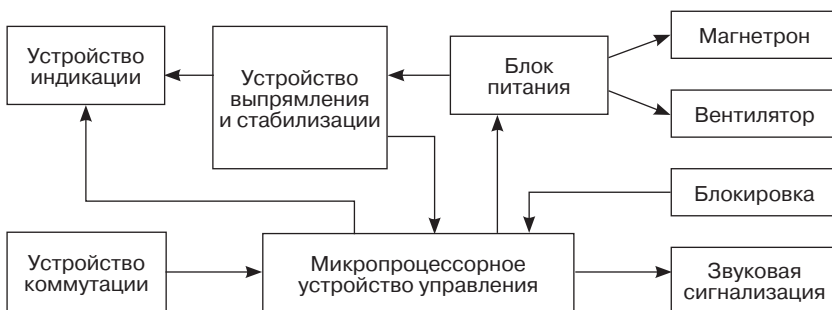 Устройство
индикации
Устройство
выпрямления
и стабилизации
Блок
питания
Магнетрон
Вентилятор
Блокировка
Устройство
коммутации
Микропроцессорное
устройство управления
Звуковая
сигнализация